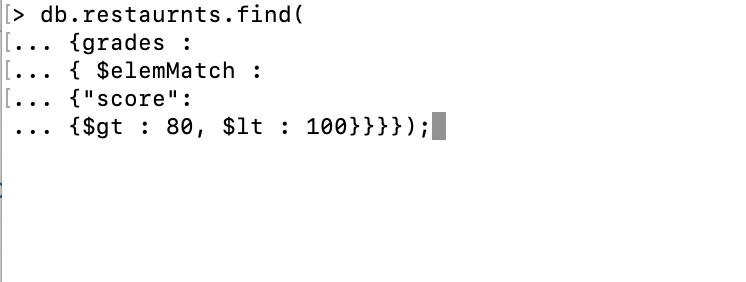 [> db.restaurnts.find(
[... {grades :
[... { $elemMatch :
[... {"score":
... {$gt : 80, $lt : 100}}}});